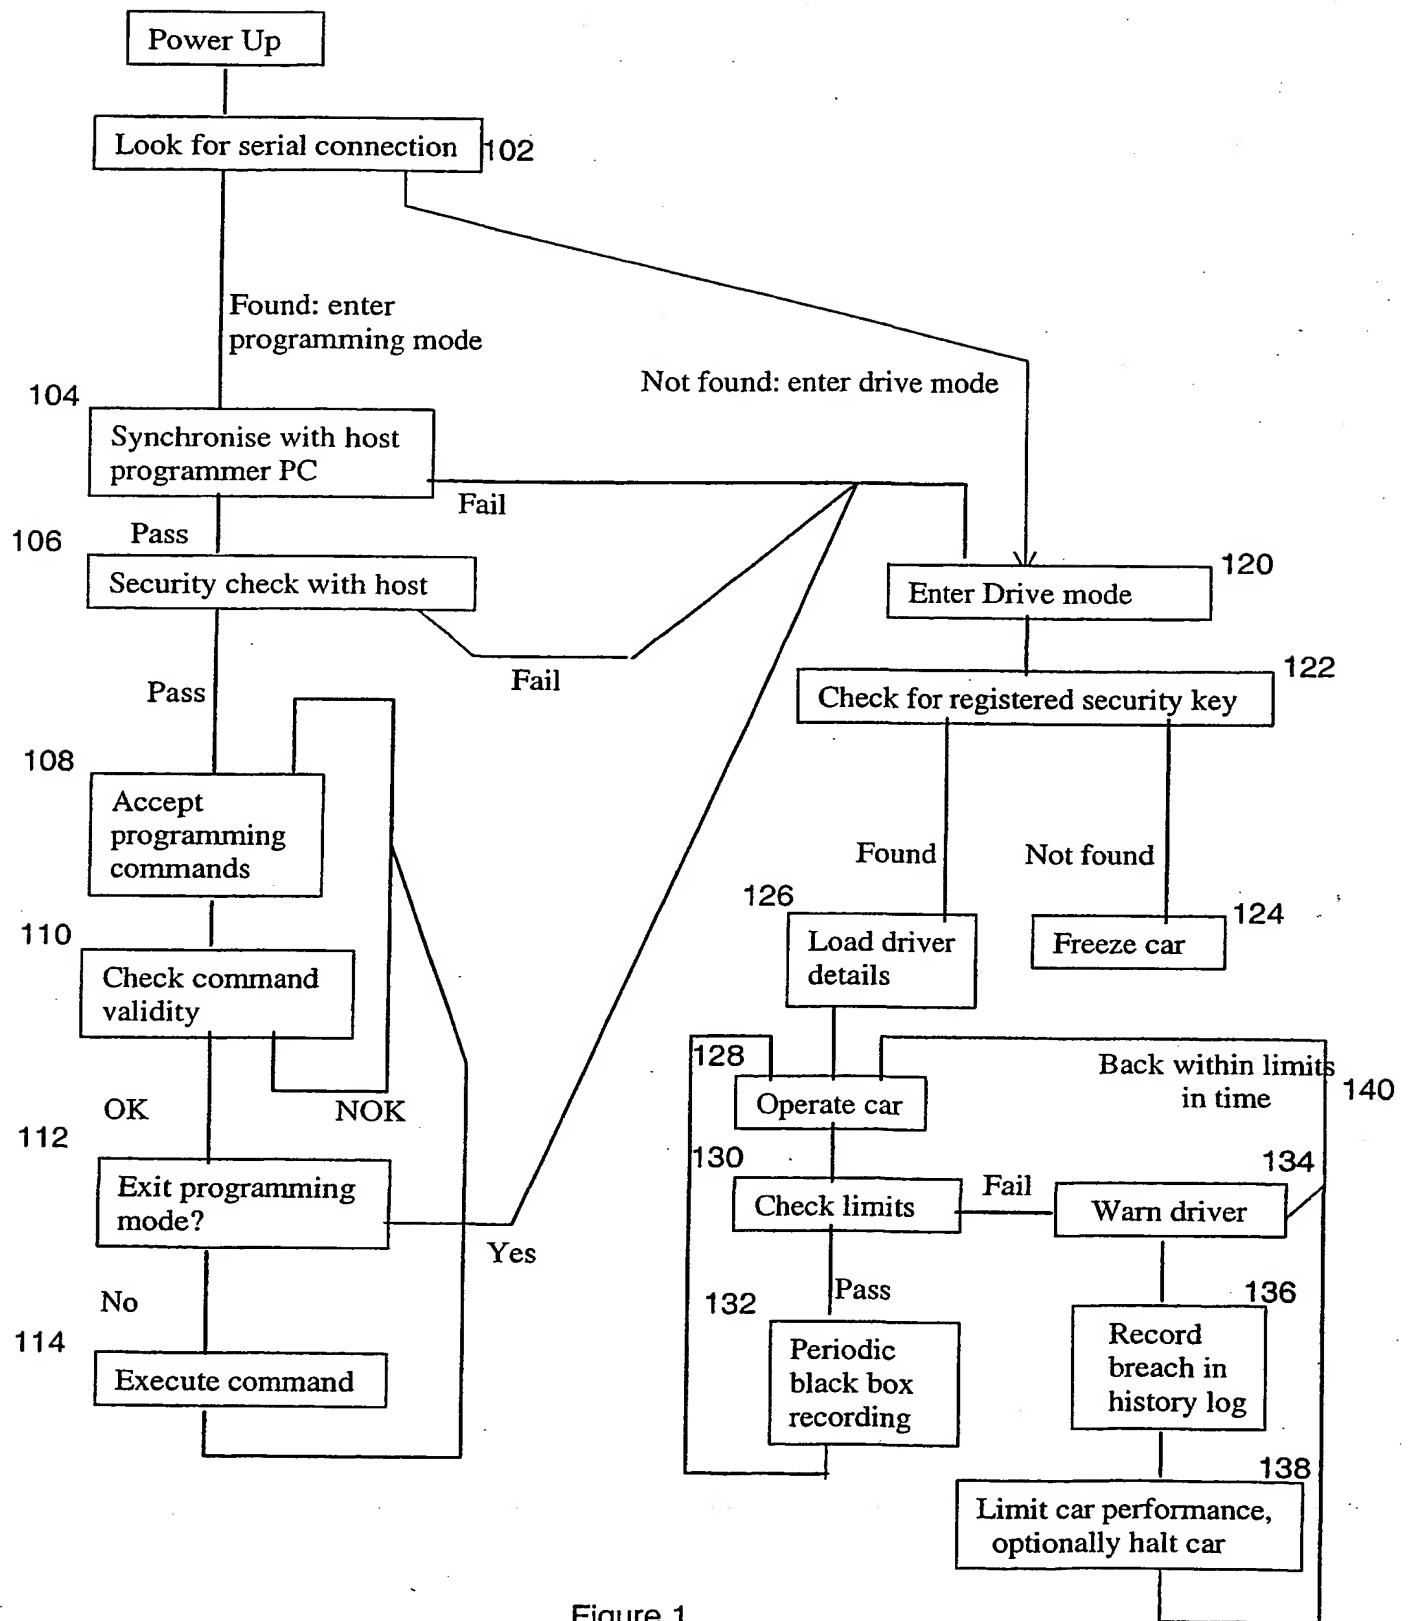 Power Up
Look for serial connection
102
Found: enter
programming mode
Not found: enter drive mode
104
Synchronise with host
programmer PC
Fail
Pass
106
Security check with host
Fail
120
Enter Drive mode
122
Check for registered security key
Pass
108
Accept
programming
commands
Found
Not found
126
Load driver
details
124
Freeze car
110
Check command
validity
OK
NOK
128
Operate car
Back within limits
in time
140
112
Exit programming
mode?
Yes
130
Check limits
Fail
134
Warn driver
No
114
Execute command
Pass
132
Periodic
black box
recording
136
Record
breach in
history log
138
Limit car performance,
optionally halt car
Figure 1